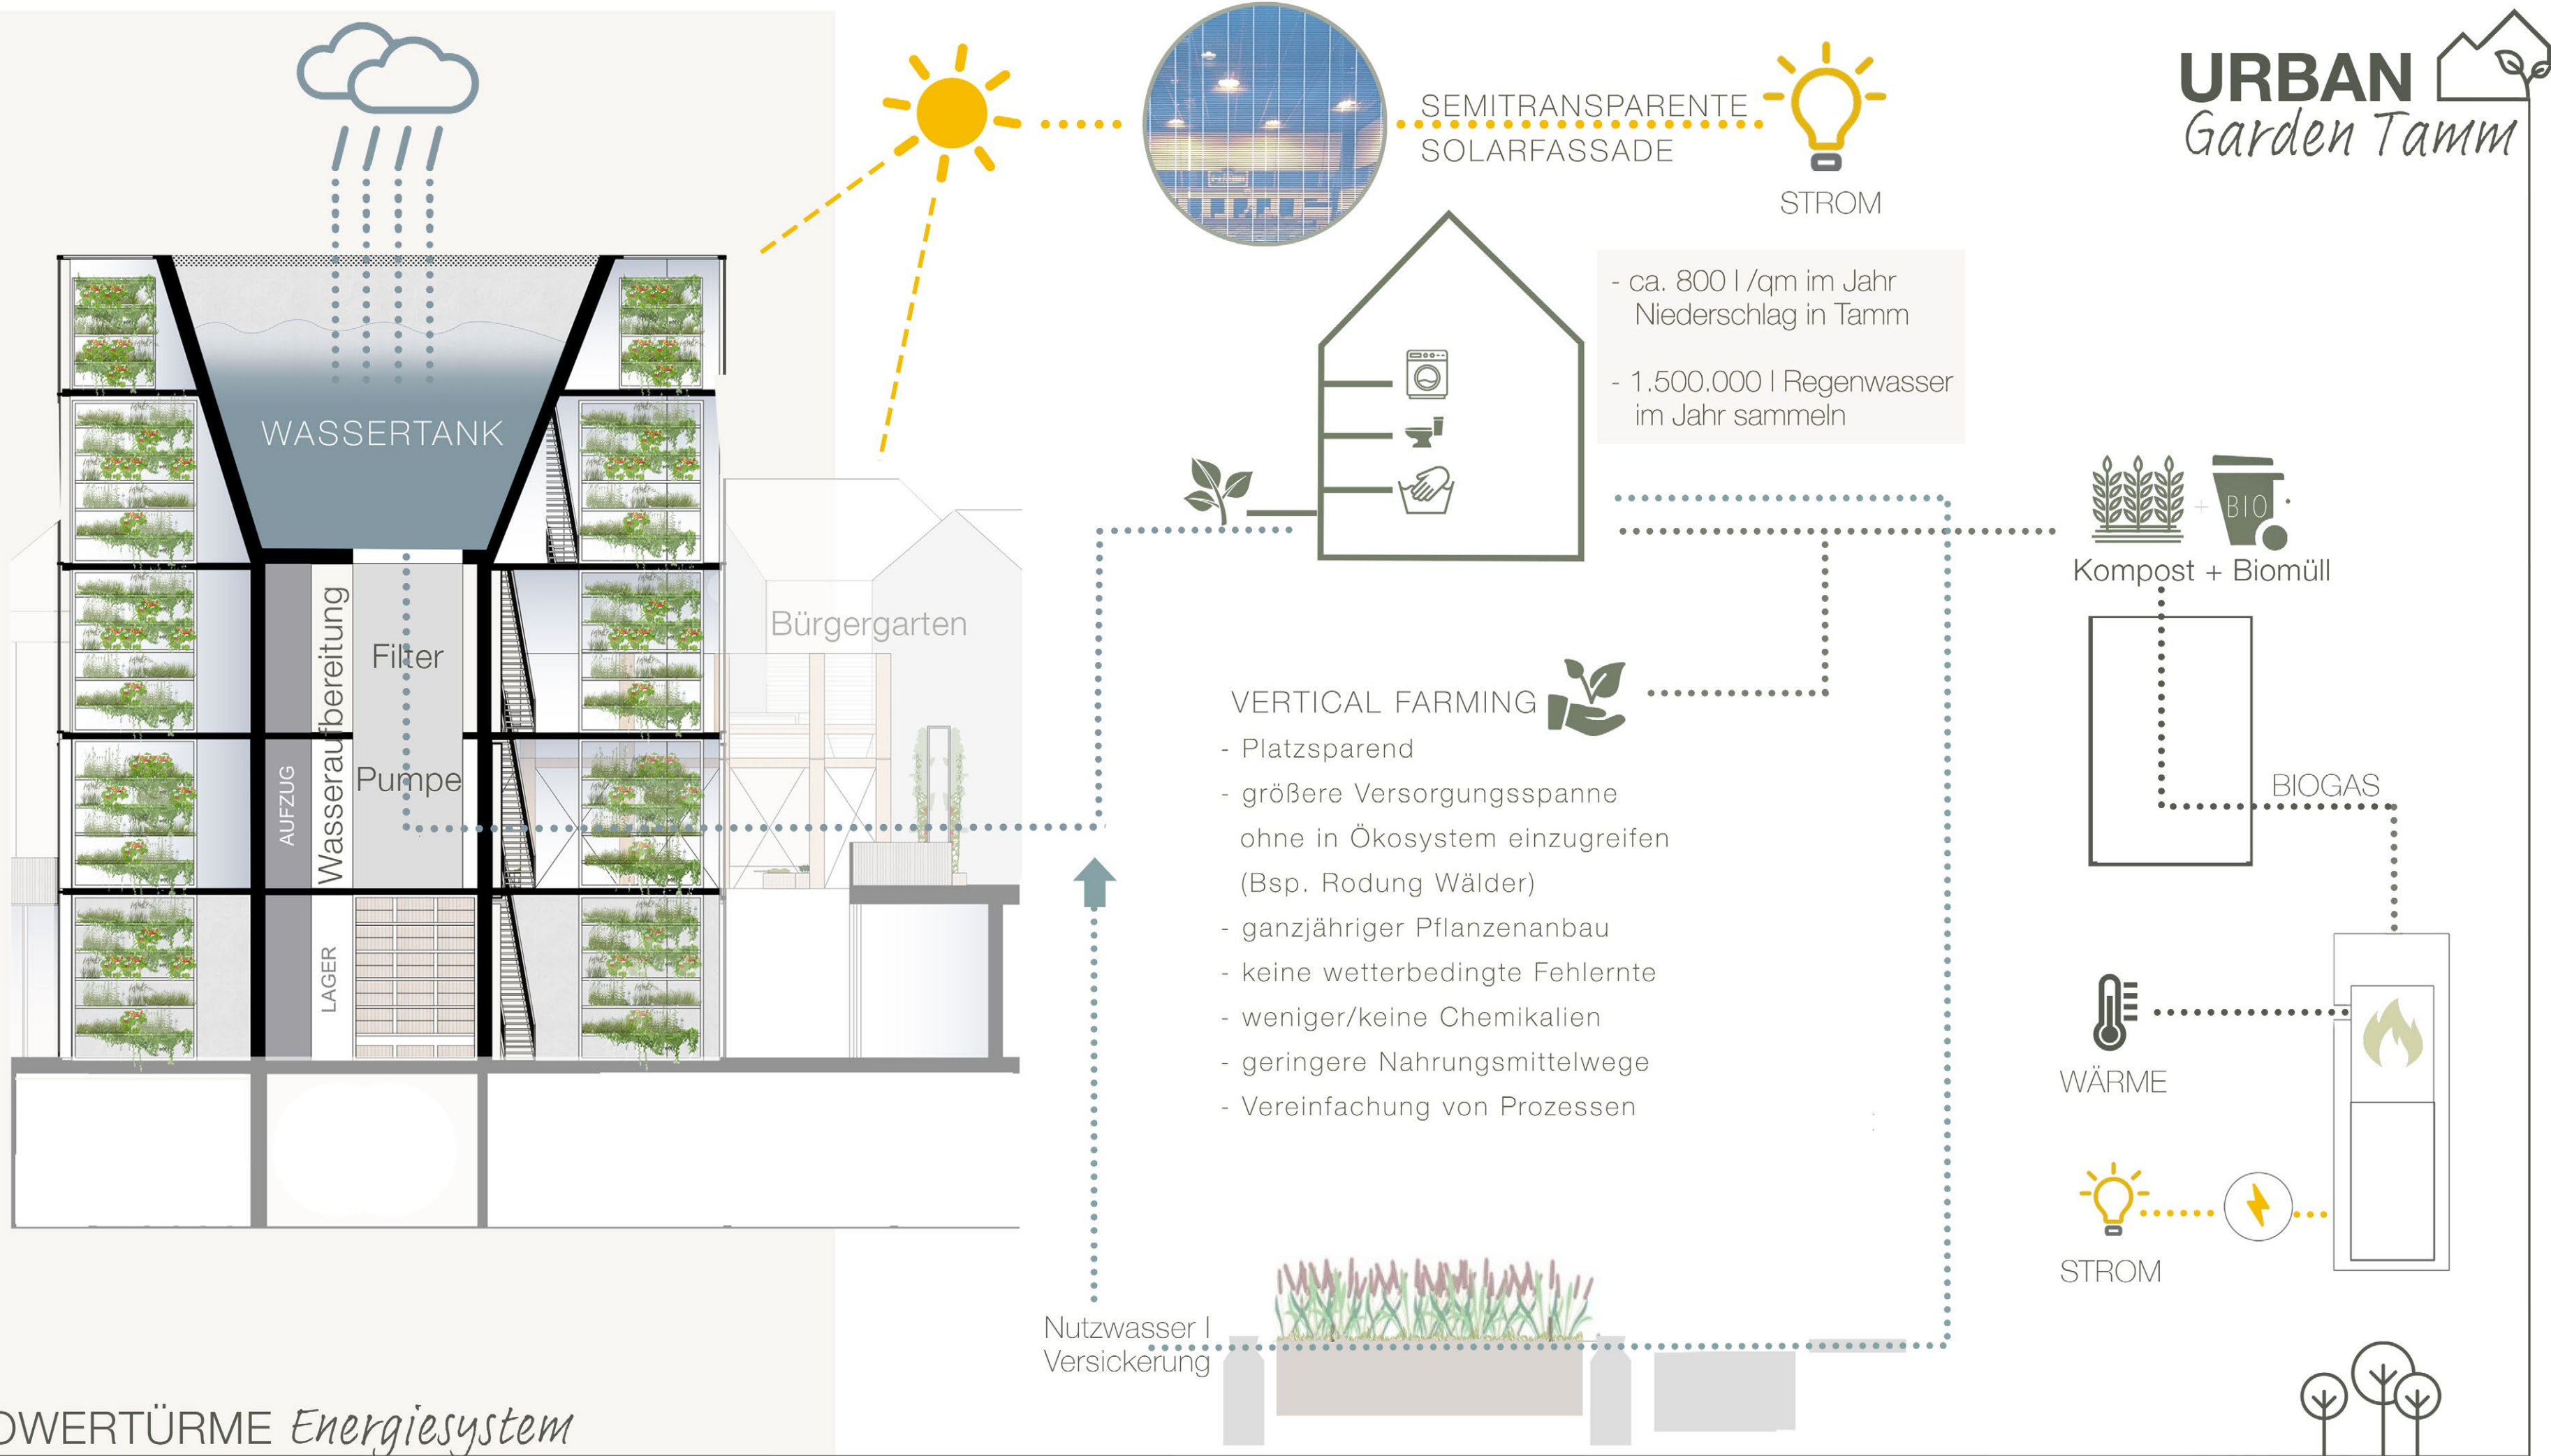 URBAN
Garden Tamm
SEMITRANSPARENTE
SOLARFASSADE
STROM
- ca. 800 l /qm im Jahr
Niederschlag in Tamm
- 1.500.000 l Regenwasser
im Jahr sammeln
WASSERTANK
Wasseraufbereitung
Filter
Pumpe
AUFZUG
LAGER
Bürgergarten
BIO
+
Kompost + Biomüll
BIOGAS
WÄRME
STROM
VERTICAL FARMING
- Platzsparend
- größere Versorgungsspanne
ohne in Ökosystem einzugreifen
(Bsp. Rodung Wälder)
- ganzjähriger Pflanzenanbau
- keine wetterbedingte Fehlernte
- weniger/keine Chemikalien
- geringere Nahrungsmittelwege
- Vereinfachung von Prozessen
Nutzwasser I
Versickerung
OWERTÜRME Energiesystem